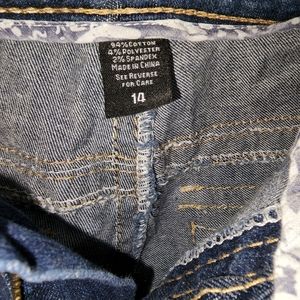 94% COTTON
4% POLYESTER
2% SPANDEX
MADE IN CHINA
SEE REVERSE
FOR CARE
14